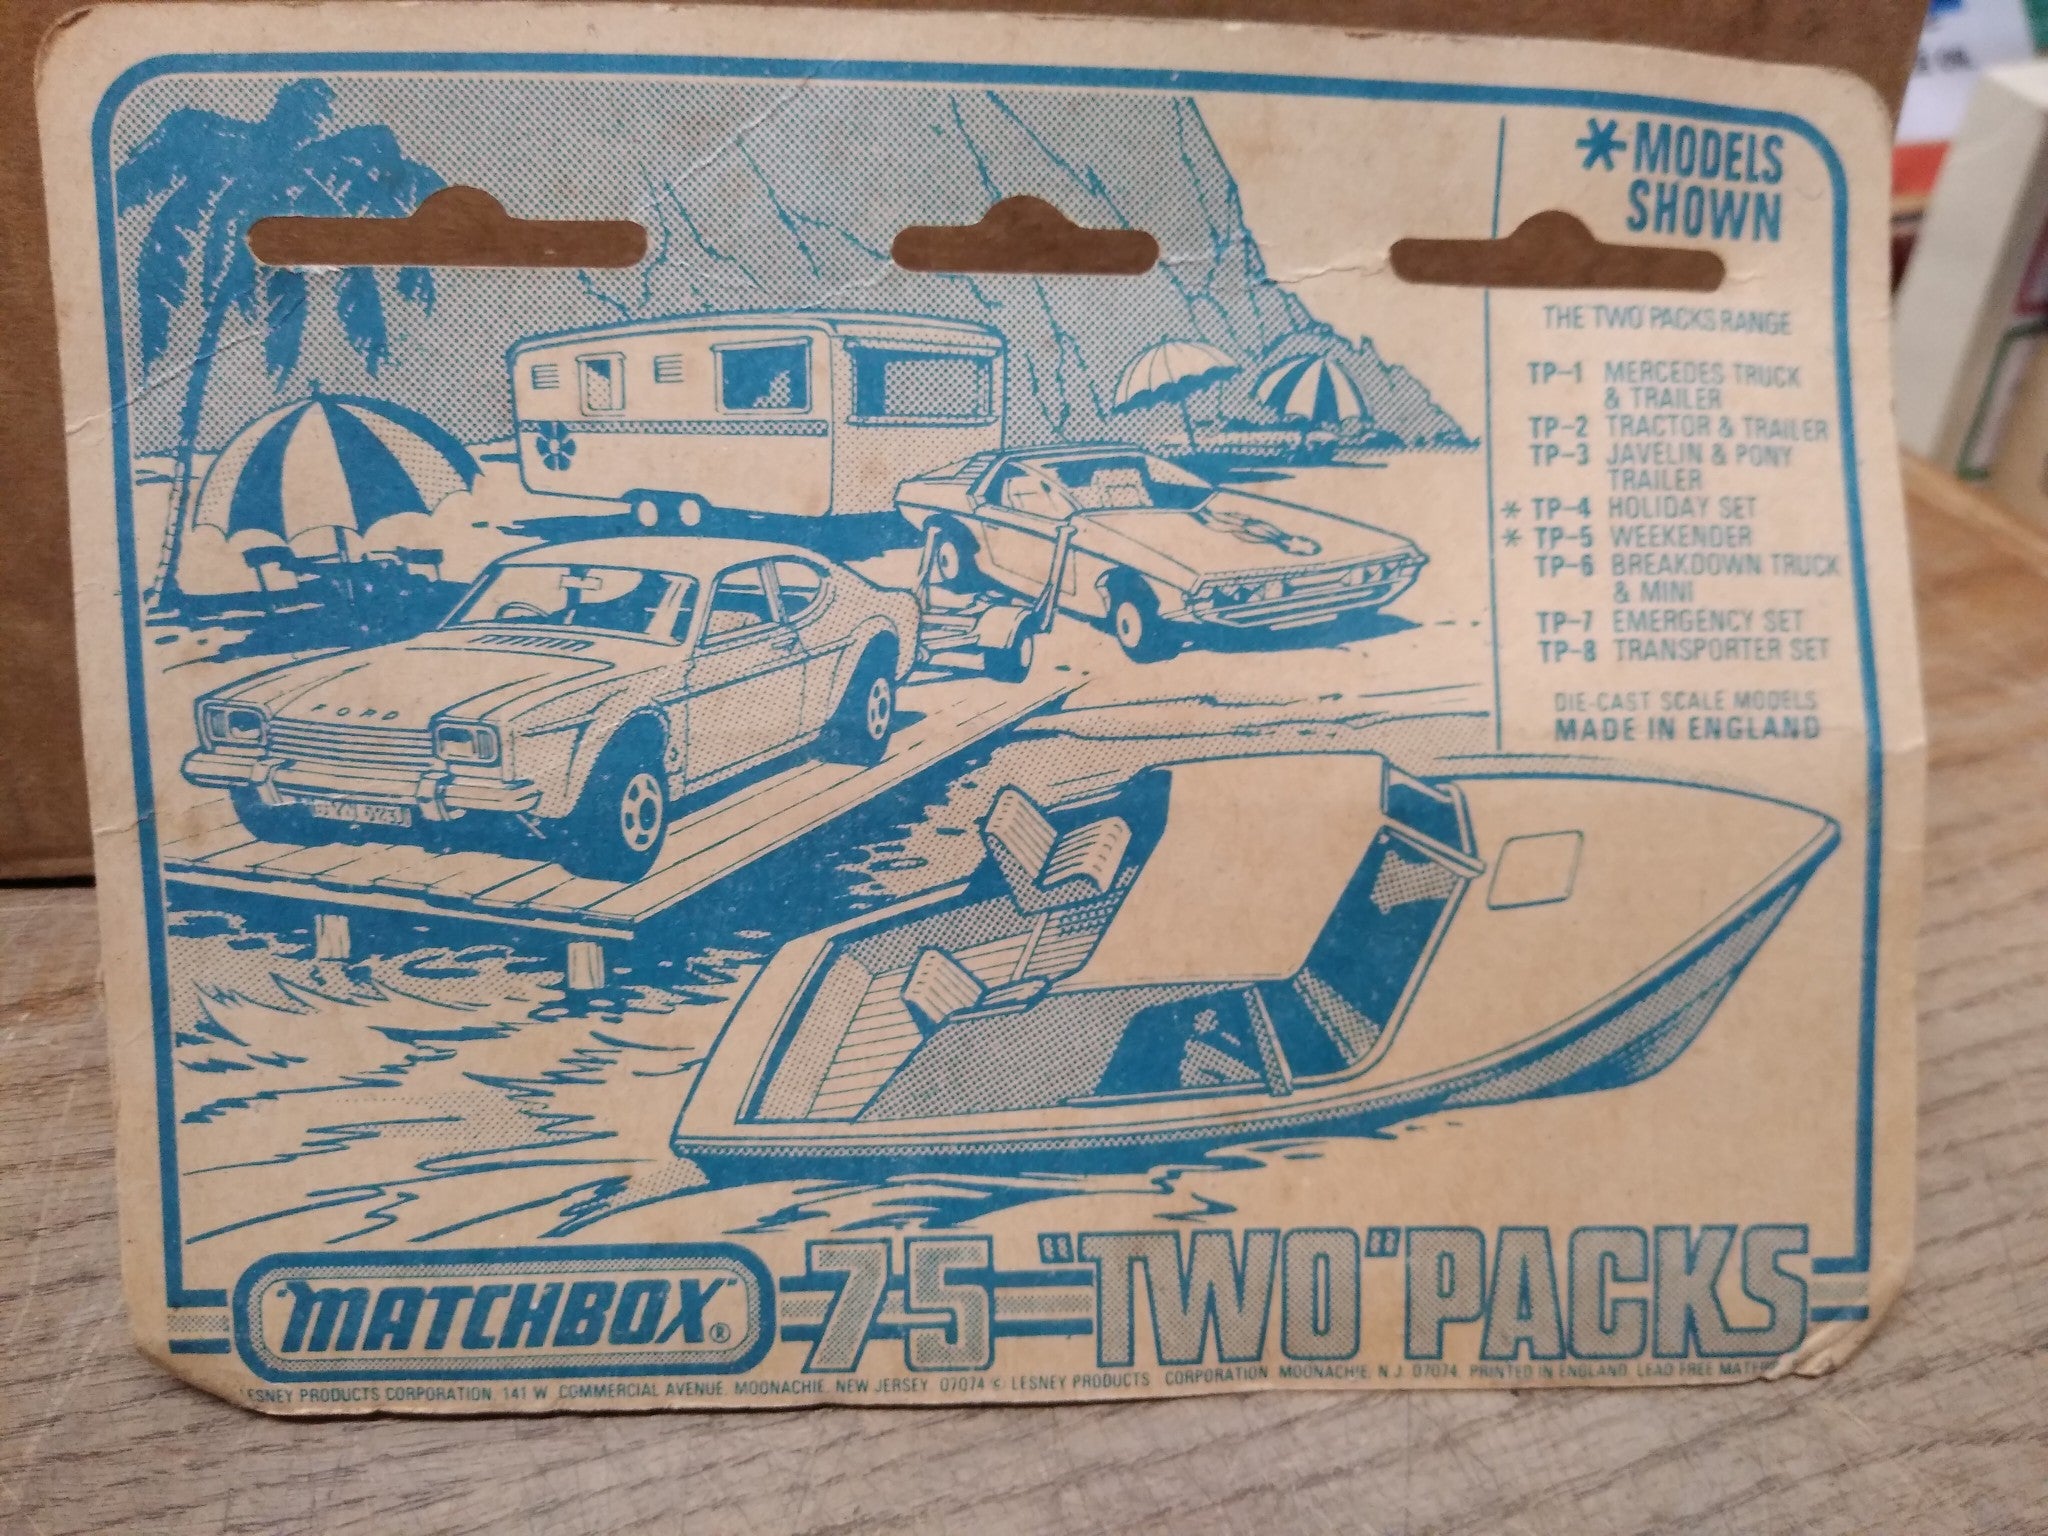 * MODELS
SHOWN
THE 'TWO' PACKS RANGE
TP-1 MERCEDES TRUCK
& TRAILER
TP-2 TRACTOR & TRAILER
TP-3 JAVELIN & PONY
TRAILER
* TP-4 HOLIDAY SET
* TP-5 WEEKENDER
TP-6 BREAKDOWN TRUCK
& MINI
TP-7 EMERGENCY SET
TP-8 TRANSPORTER SET
DIE-CAST SCALE MODELS
MADE IN ENGLAND
FORD
"MATCHBOX"® 75 "TWO" PACKS
LESNEY PRODUCTS CORPORATION, 141 W. COMMERCIAL AVENUE, MOONACHIE, NEW JERSEY, 07074 © LESNEY PRODUCTS CORPORATION MOONACHIE, N.J. 07074. PRINTED IN ENGLAND. LEAD FREE